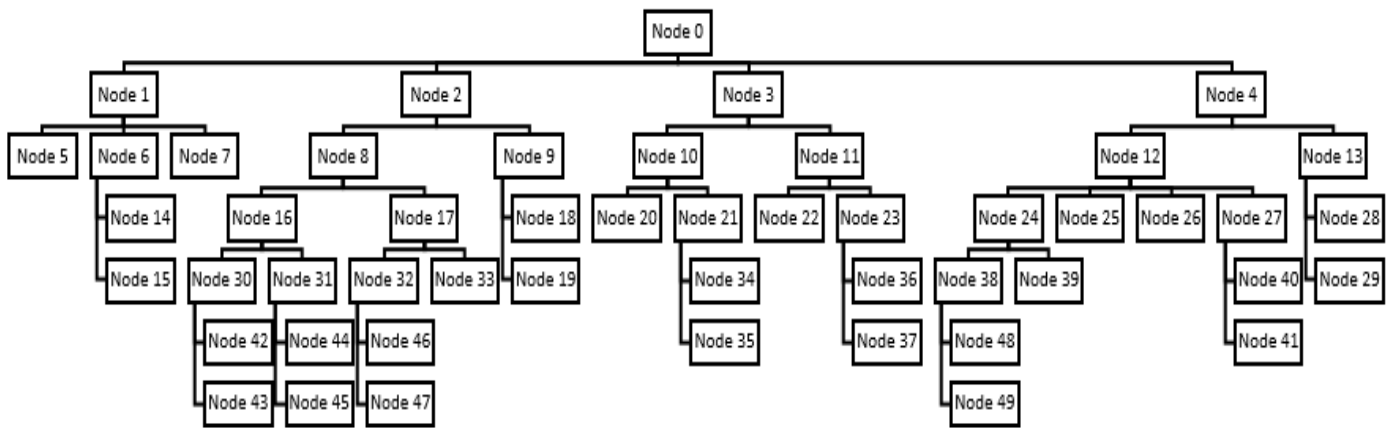 Node 0
Node 1 Node 2 Node 3 Node 4
Node 5 Node 6 Node 7 Node 8 Node 9 Node 10 Node 11 Node 12 Node 13
Node 14 Node 16 Node 17 Node 18 Node 20 Node 21 Node 22 Node 23 Node 24 Node 25 Node 26 Node 27 Node 28
Node 15 Node 30 Node 31 Node 32 Node 33 Node 19 Node 34 Node 36 Node 38 Node 39 Node 40 Node 29
Node 42 Node 44 Node 46 Node 35 Node 37 Node 48 Node 41
Node 43 Node 45 Node 47 Node 49